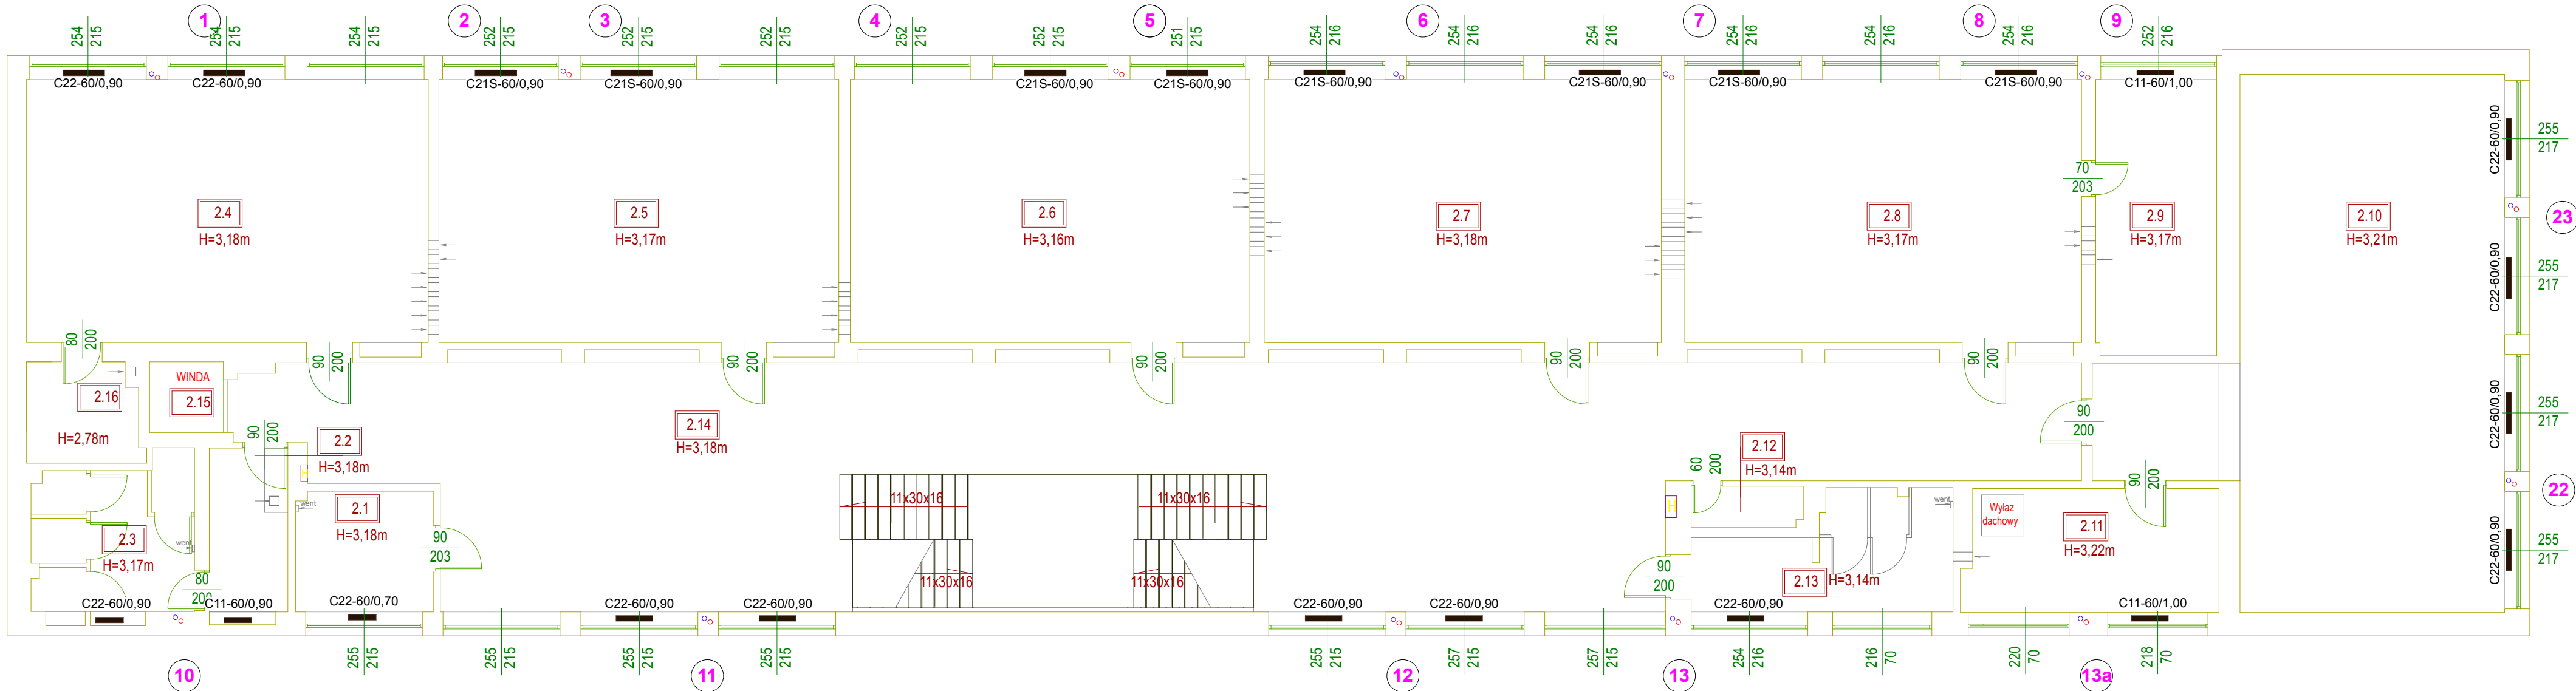 1
2
3
4
5
6
7
8
9
254
215
254
215
254
215
252
215
252
215
252
215
252
215
252
215
251
215
254
216
254
216
254
216
254
216
254
216
254
216
252
216
C22-60/0,90
C22-60/0,90
C21S-60/0,90
C21S-60/0,90
C21S-60/0,90
C21S-60/0,90
C21S-60/0,90
C21S-60/0,90
C21S-60/0,90
C21S-60/0,90
C11-60/1,00
C22-60/0,90
255
217
70
203
2.4
H=3,18m
2.5
H=3,17m
2.6
H=3,16m
2.7
H=3,18m
2.8
H=3,17m
2.9
H=3,17m
2.10
H=3,21m
23
C22-60/0,90
255
217
80
200
90
200
90
200
90
200
90
200
90
200
WINDA
2.16
2.15
H=2,78m
90
200
2.2
H=3,18m
2.14
H=3,18m
2.12
H=3,14m
60
200
90
200
C22-60/0,90
255
217
90
200
22
11x30x16
11x30x16
went
2.1
H=3,18m
H
went
Wyłaz
dachowy
2.11
H=3,22m
2.3
H=3,17m
went
90
203
C22-60/0,90
255
217
80
200
11x30x16
11x30x16
90
200
2.13
H=3,14m
C22-60/0,90
C11-60/0,90
C22-60/0,70
C22-60/0,90
C22-60/0,90
C22-60/0,90
C22-60/0,90
C22-60/0,90
C11-60/1,00
255
215
255
215
255
215
255
215
255
215
257
215
257
215
254
216
216
70
220
70
218
70
10
11
12
13
13a